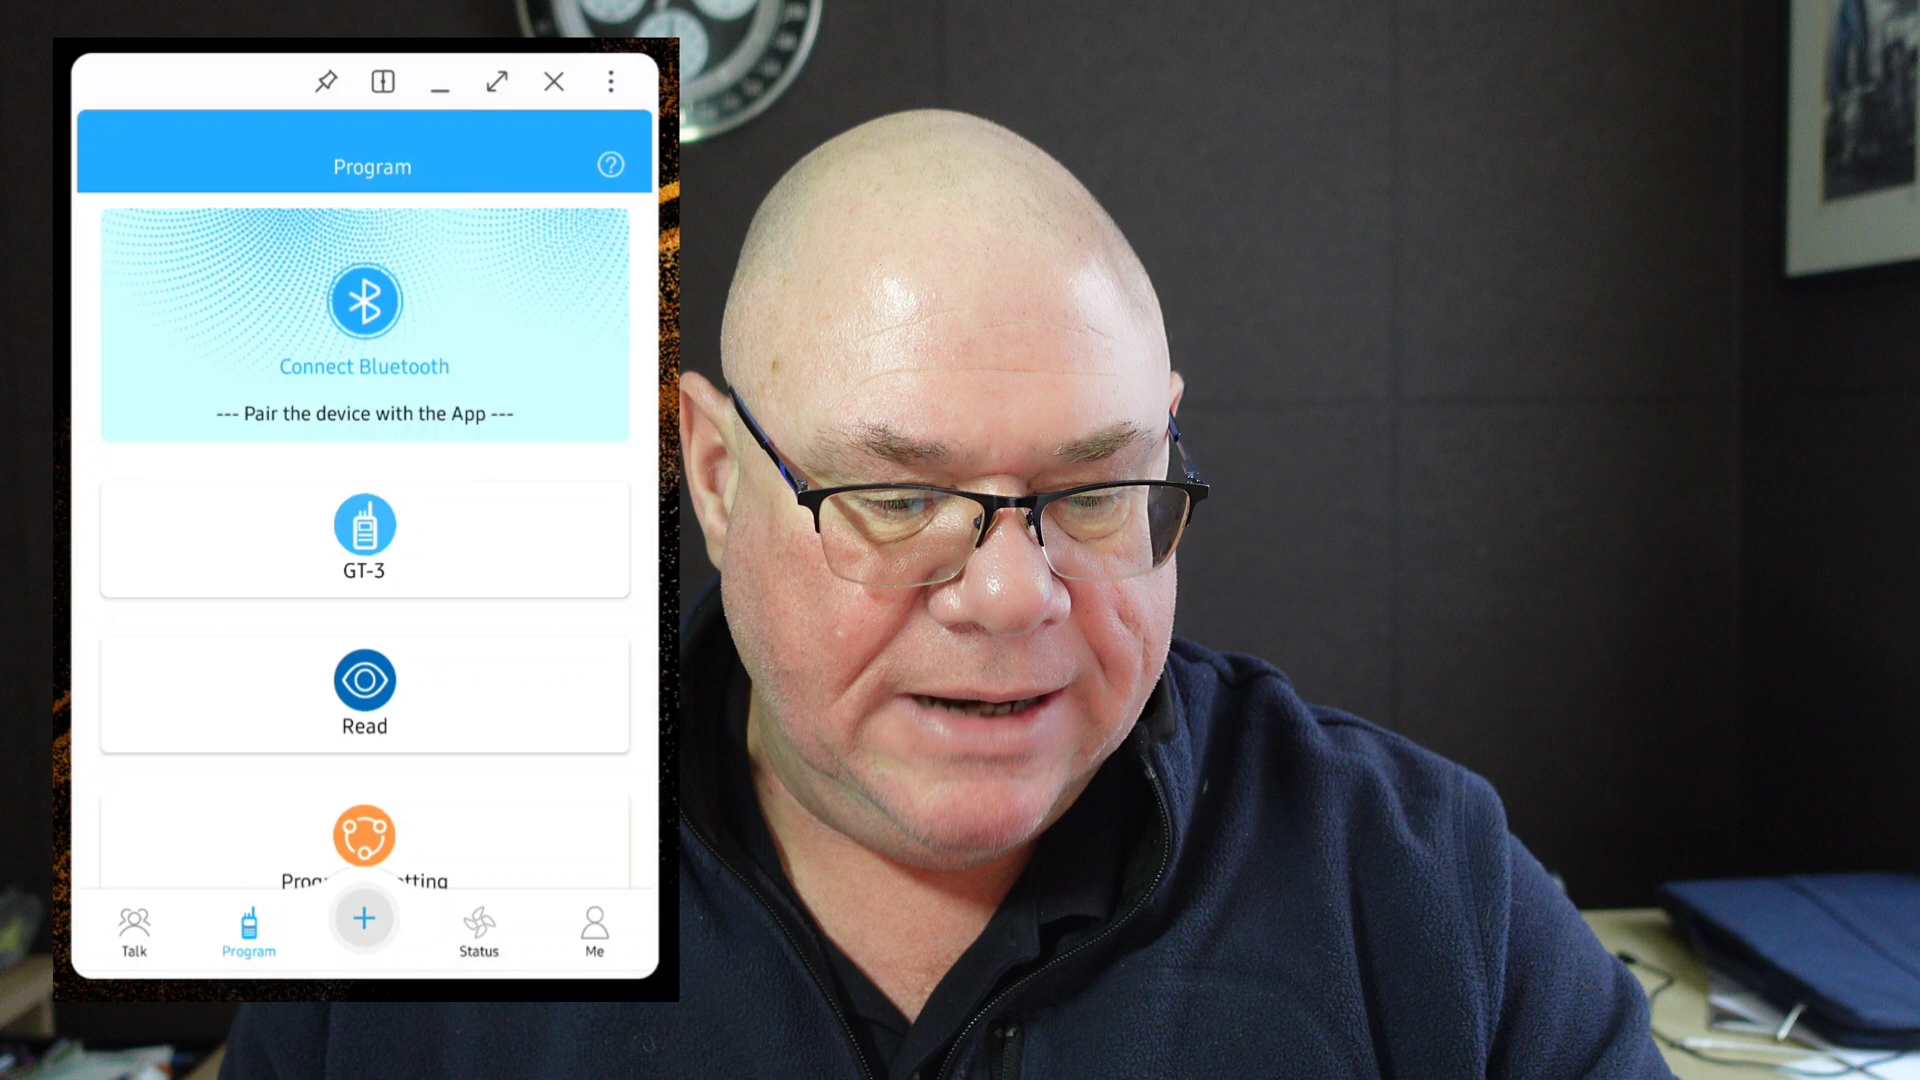 Program
Connect Bluetooth
--- Pair the device with the App ---
GT-3
Read
Talk
Program
Status
Me